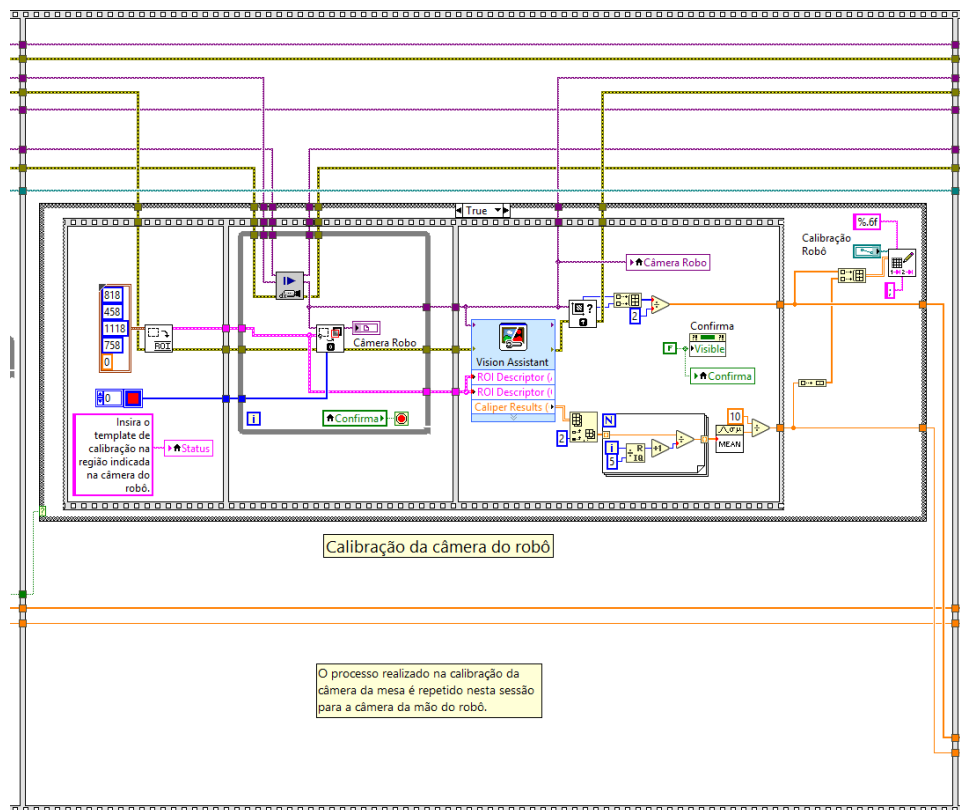 True
%.6f
Calibração
Robô
818
458
1118
758
0
ROI
Câmera Robo
Câmera Robo
?
2
Confirma
Visible
F
Confirma
Vision Assistant
ROI Descriptor (
ROI Descriptor (
Caliper Results (
0
i
Confirma
2
N
i
5
R
IQ
+1
10
MEAN
Insira o
template de
calibração na
região indicada
na câmera do
robô.
Status
Calibração da câmera do robô
O processo realizado na calibração da
câmera da mesa é repetido nesta sessão
para a câmera da mão do robô.